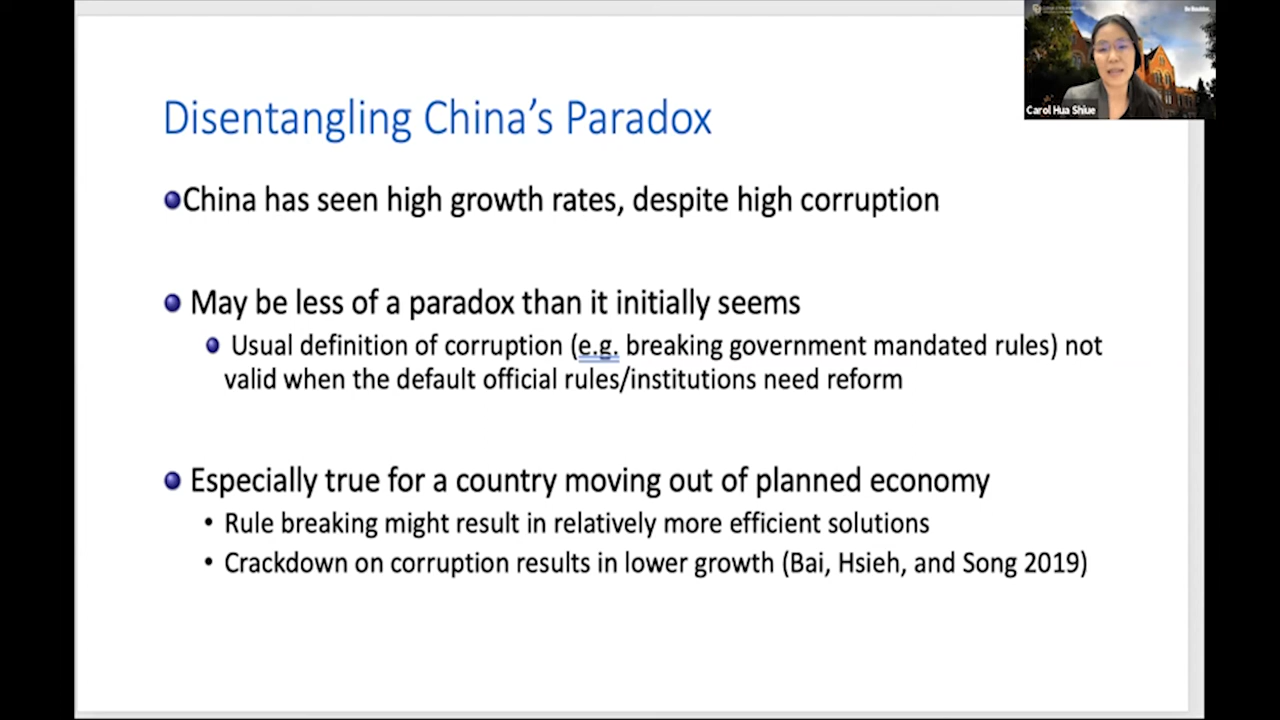 Disentangling China's Paradox
China has seen high growth rates, despite high corruption
May be less of a paradox than it initially seems
Usual definition of corruption (e.g. breaking government mandated rules) not
valid when the default official rules/institutions need reform
Especially true for a country moving out of planned economy
• Rule breaking might result in relatively more efficient solutions
• Crackdown on corruption results in lower growth (Bai, Hsieh, and Song 2019)
Be Boulder.
Carol Hua Shiue